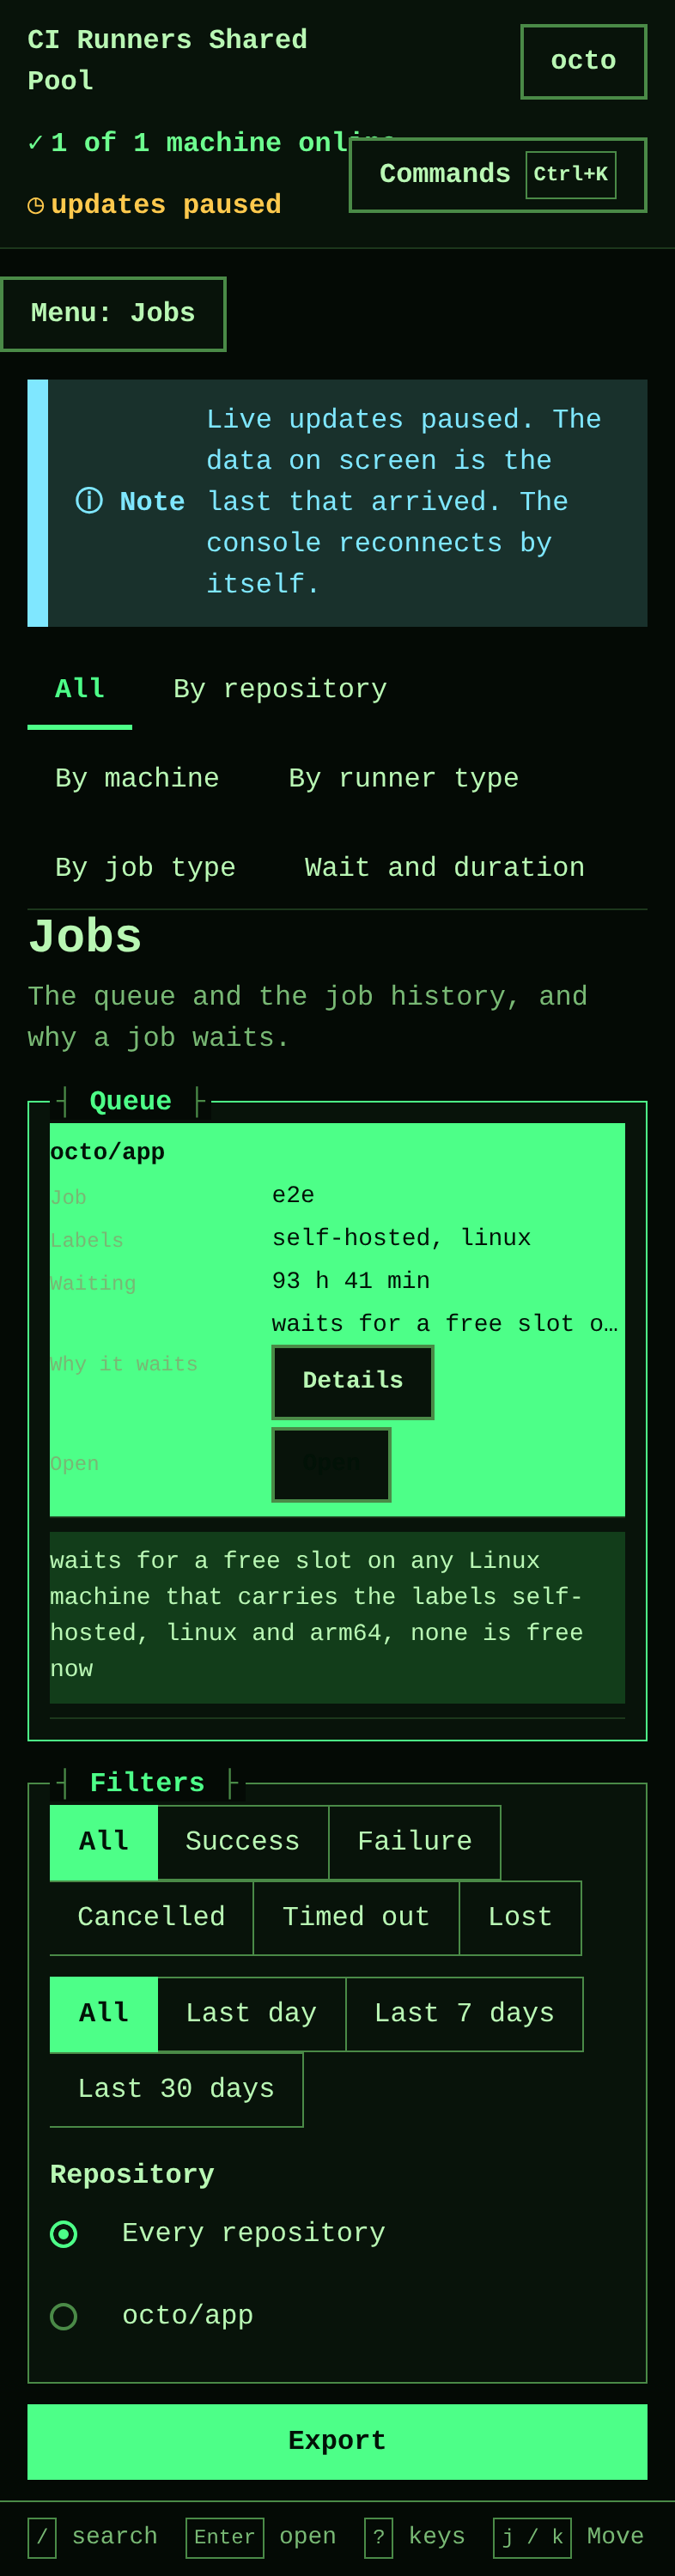 CI Runners Shared
Pool
octo
✓ 1 of 1 machine online
Commands Ctrl+K
updates paused
Menu: Jobs
Note
Live updates paused. The
data on screen is the
last that arrived. The
console reconnects by
itself.
All By repository
By machine By runner type
By job type Wait and duration
Jobs
The queue and the job history, and
why a job waits.
Queue
octo/app
Job e2e
Labels self-hosted, linux
Waiting 93 h 41 min
waits for a free slot o…
Why it waits
Details
Open Open
waits for a free slot on any Linux
machine that carries the labels self-
hosted, linux and arm64, none is free
now
Filters
All Success Failure
Cancelled Timed out Lost
All Last day Last 7 days
Last 30 days
Repository
Every repository
octo/app
Export
/ search Enter open ? keys j / k Move